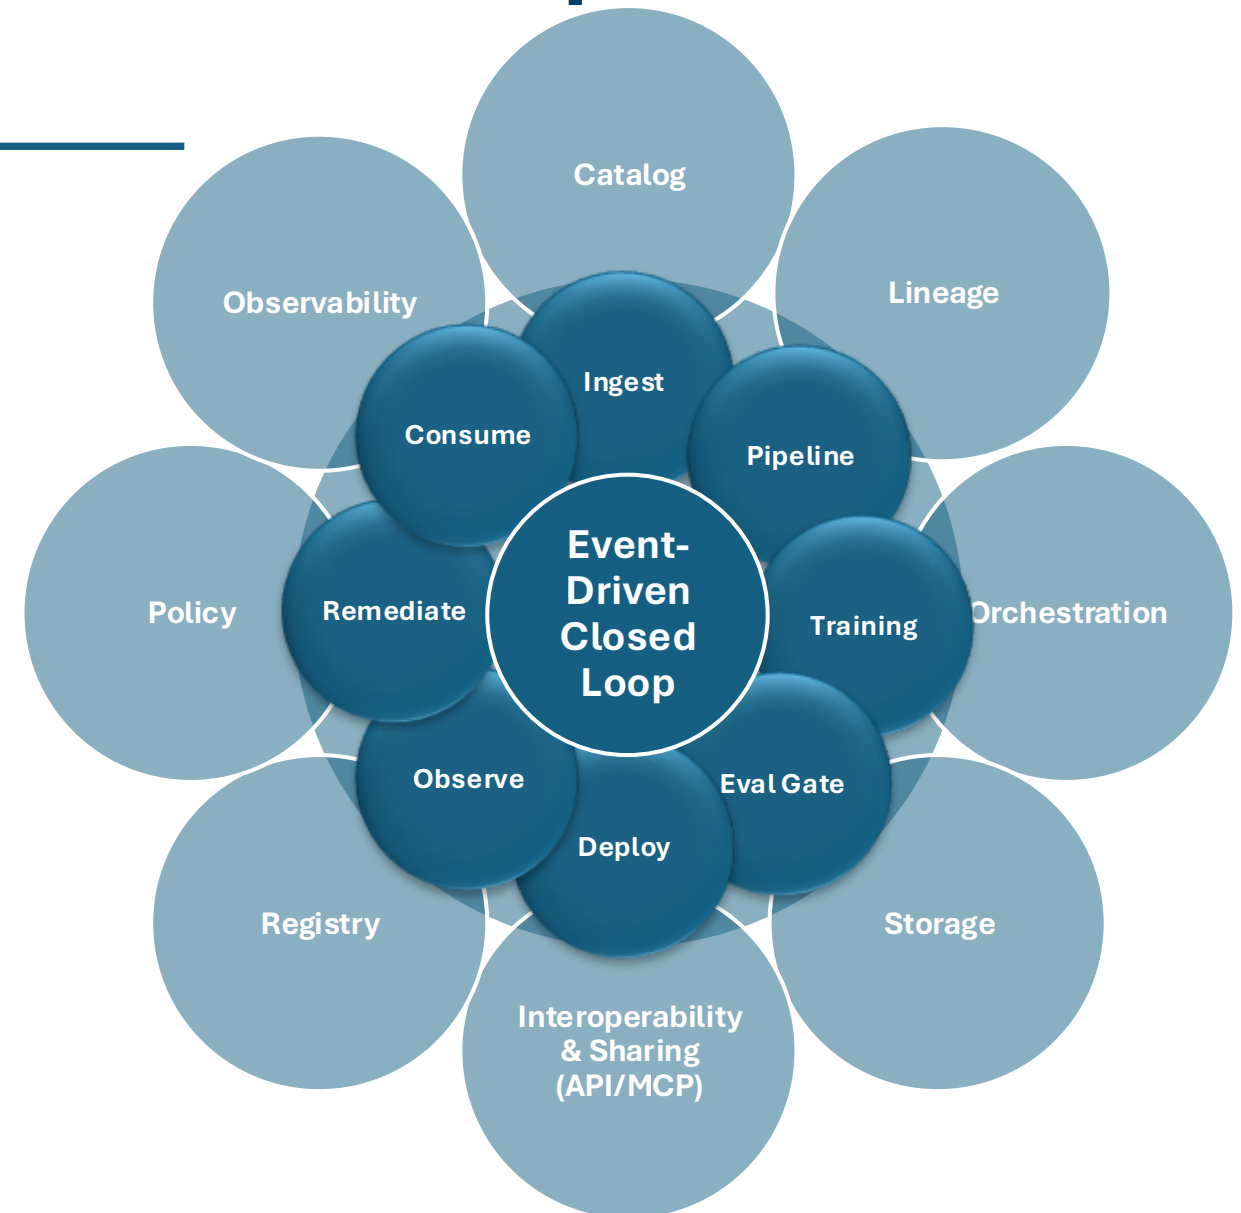 Catalog
Observability
Lineage
Ingest
Consume
Pipeline
Event-
Driven
Closed
Loop
Policy
Remediate
Training
Orchestration
Observe
Eval Gate
Deploy
Registry
Storage
Interoperability
& Sharing
(API/MCP)